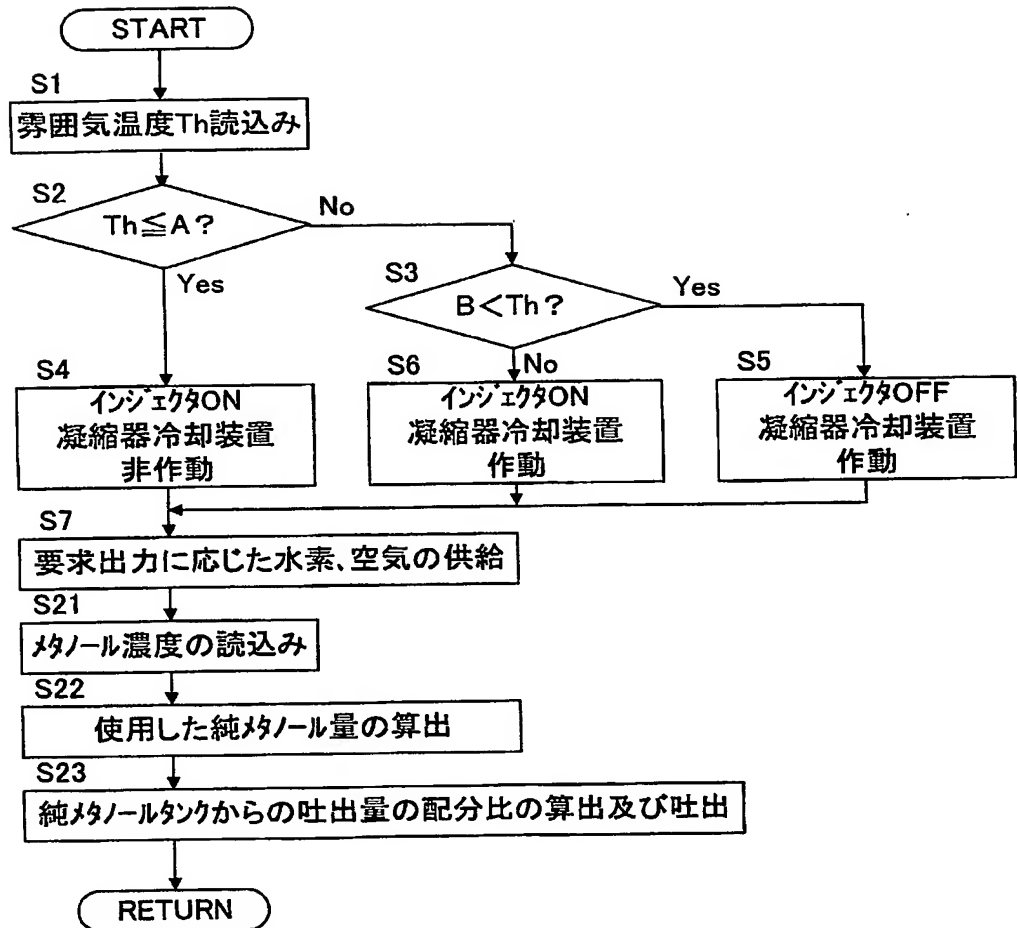 START
S1
雰囲気温度Th読込み
S2
Th≦A?
No
Yes
S3
B<Th?
Yes
No
S4
インジェクタON
凝縮器冷却装置
非作動
S6
インジェクタON
凝縮器冷却装置
作動
S5
インジェクタOFF
凝縮器冷却装置
作動
S7
要求出力に応じた水素、空気の供給
S21
メタノール濃度の読込み
S22
使用した純メタノール量の算出
S23
純メタノールタンクからの吐出量の配分比の算出及び吐出
RETURN